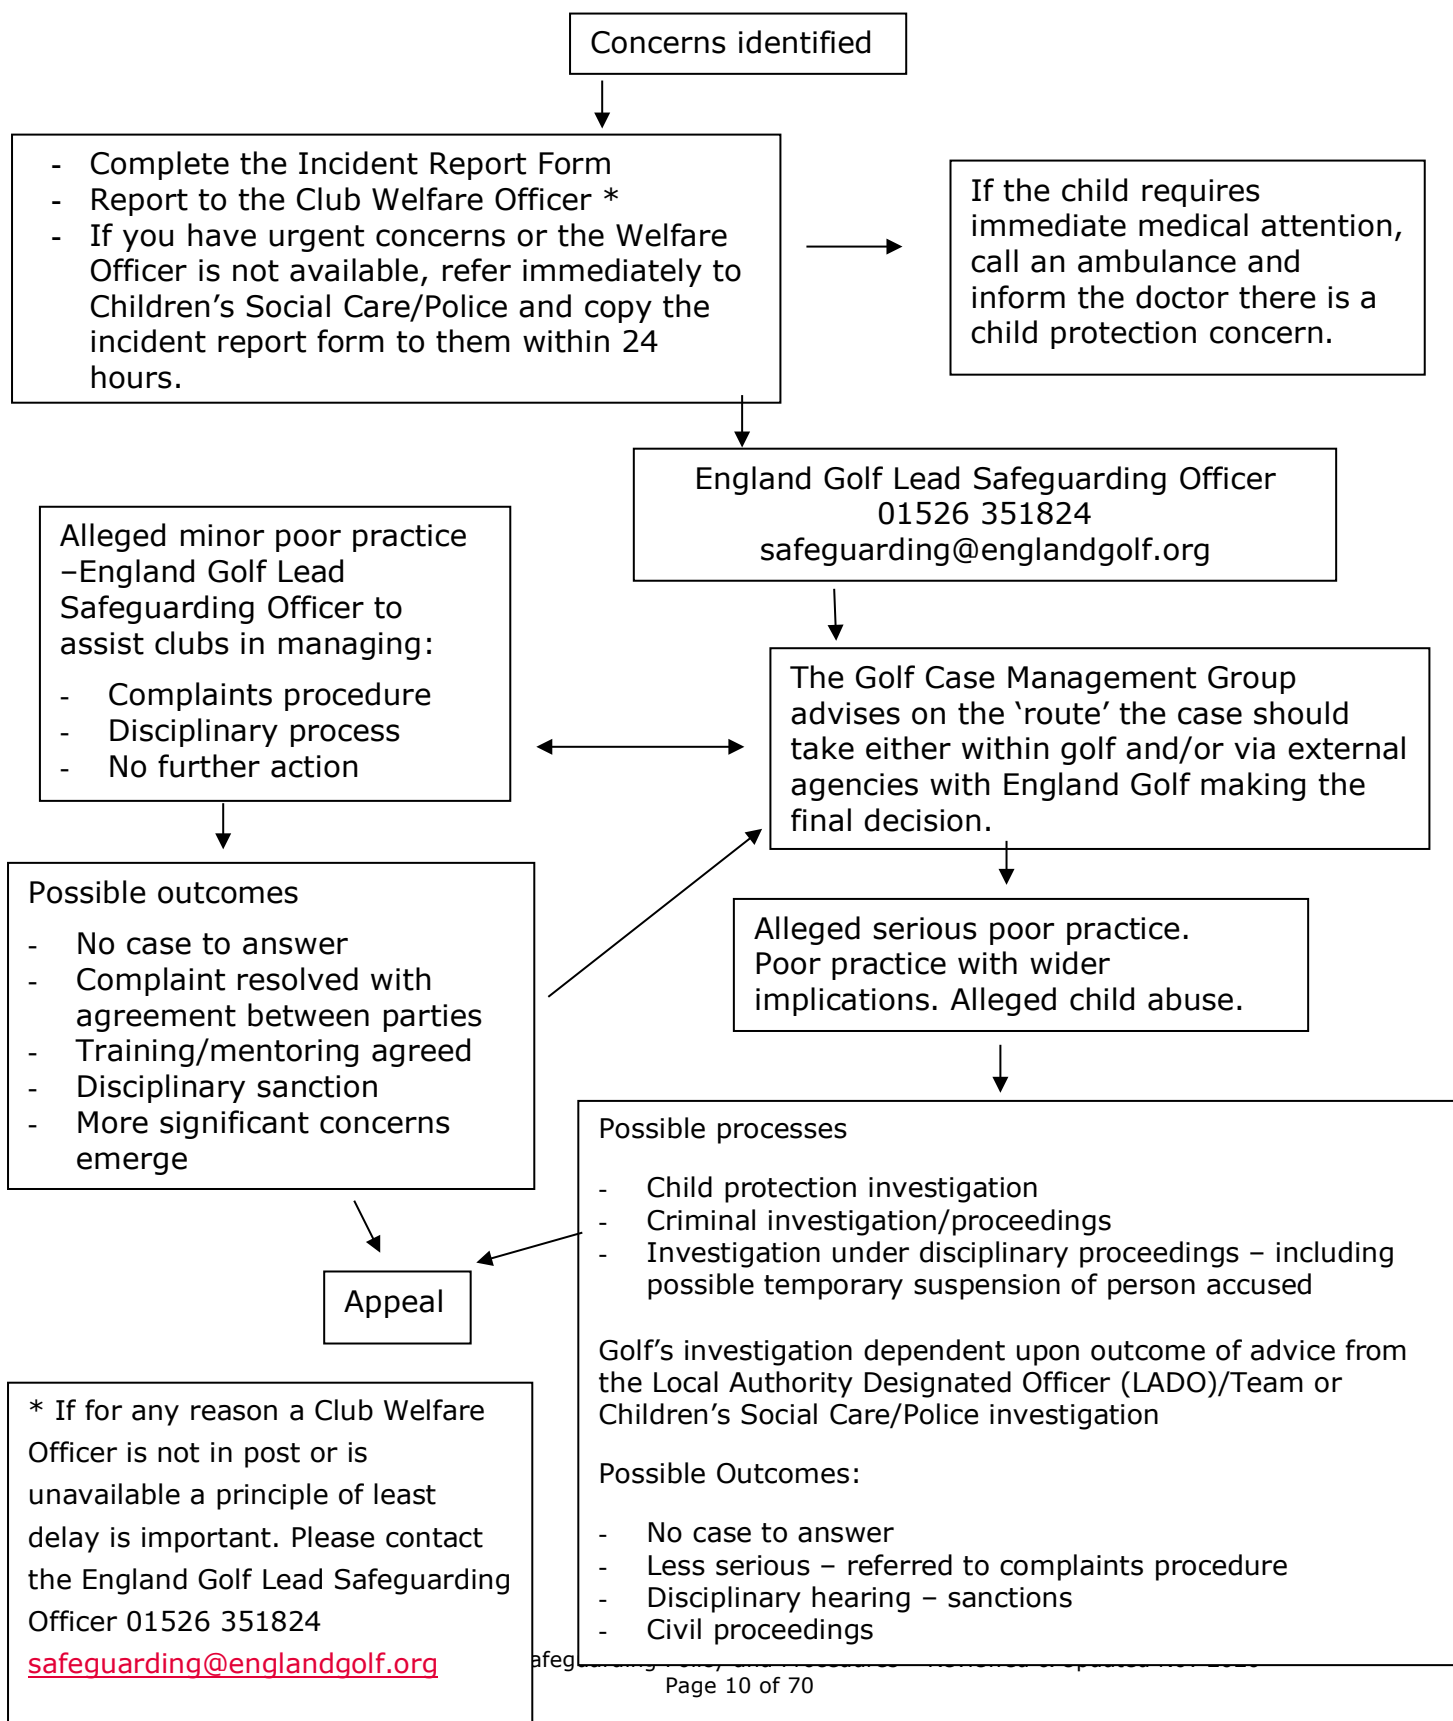 Concerns identified
- Complete the Incident Report Form
- Report to the Club Welfare Officer *
- If you have urgent concerns or the Welfare
Officer is not available, refer immediately to
Children’s Social Care/Police and copy the
incident report form to them within 24
hours.
If the child requires
immediate medical attention,
call an ambulance and
inform the doctor there is a
child protection concern.
England Golf Lead Safeguarding Officer
01526 351824
safeguarding@englandgolf.org
Alleged minor poor practice
–England Golf Lead
Safeguarding Officer to
assist clubs in managing:
- Complaints procedure
- Disciplinary process
- No further action
The Golf Case Management Group
advises on the ‘route’ the case should
take either within golf and/or via external
agencies with England Golf making the
final decision.
Possible outcomes
- No case to answer
- Complaint resolved with
agreement between parties
- Training/mentoring agreed
- Disciplinary sanction
- More significant concerns
emerge
Alleged serious poor practice.
Poor practice with wider
implications. Alleged child abuse.
Possible processes
- Child protection investigation
- Criminal investigation/proceedings
- Investigation under disciplinary proceedings – including
possible temporary suspension of person accused
Golf’s investigation dependent upon outcome of advice from
the Local Authority Designated Officer (LADO)/Team or
Children’s Social Care/Police investigation
Possible Outcomes:
- No case to answer
- Less serious – referred to complaints procedure
- Disciplinary hearing – sanctions
- Civil proceedings
Appeal
* If for any reason a Club Welfare
Officer is not in post or is
unavailable a principle of least
delay is important. Please contact
the England Golf Lead Safeguarding
Officer 01526 351824
safeguarding@englandgolf.org
Page 10 of 70